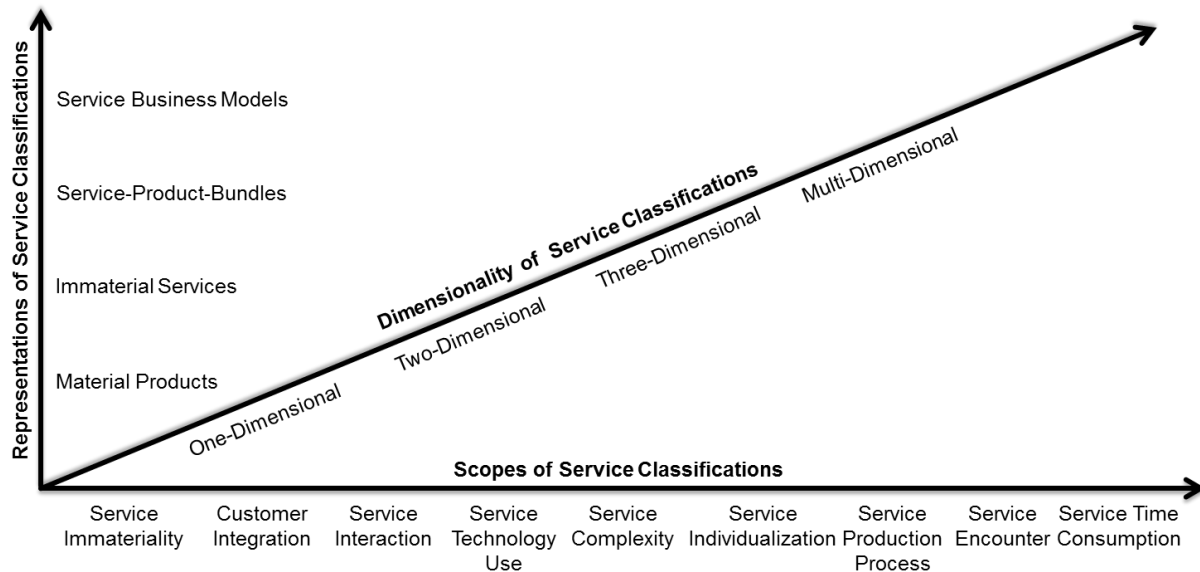 Representations of Service Classifications
Service Business Models
Service-Product-Bundles
Immaterial Services
Material Products
Dimensionality of Service Classifications
One-Dimensional
Two-Dimensional
Three-Dimensional
Multi-Dimensional
Scopes of Service Classifications
Service
Immateriality
Customer
Integration
Service
Interaction
Service
Technology
Use
Service
Complexity
Service
Individualization
Service
Production
Process
Service
Encounter
Service Time
Consumption